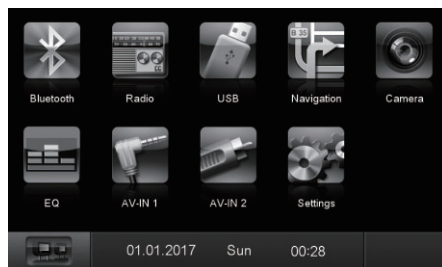 B 35
Bluetooth Radio USB Navigation Camera
EQ AV-IN 1 AV-IN 2 Settings
01.01.2017 Sun 00:28